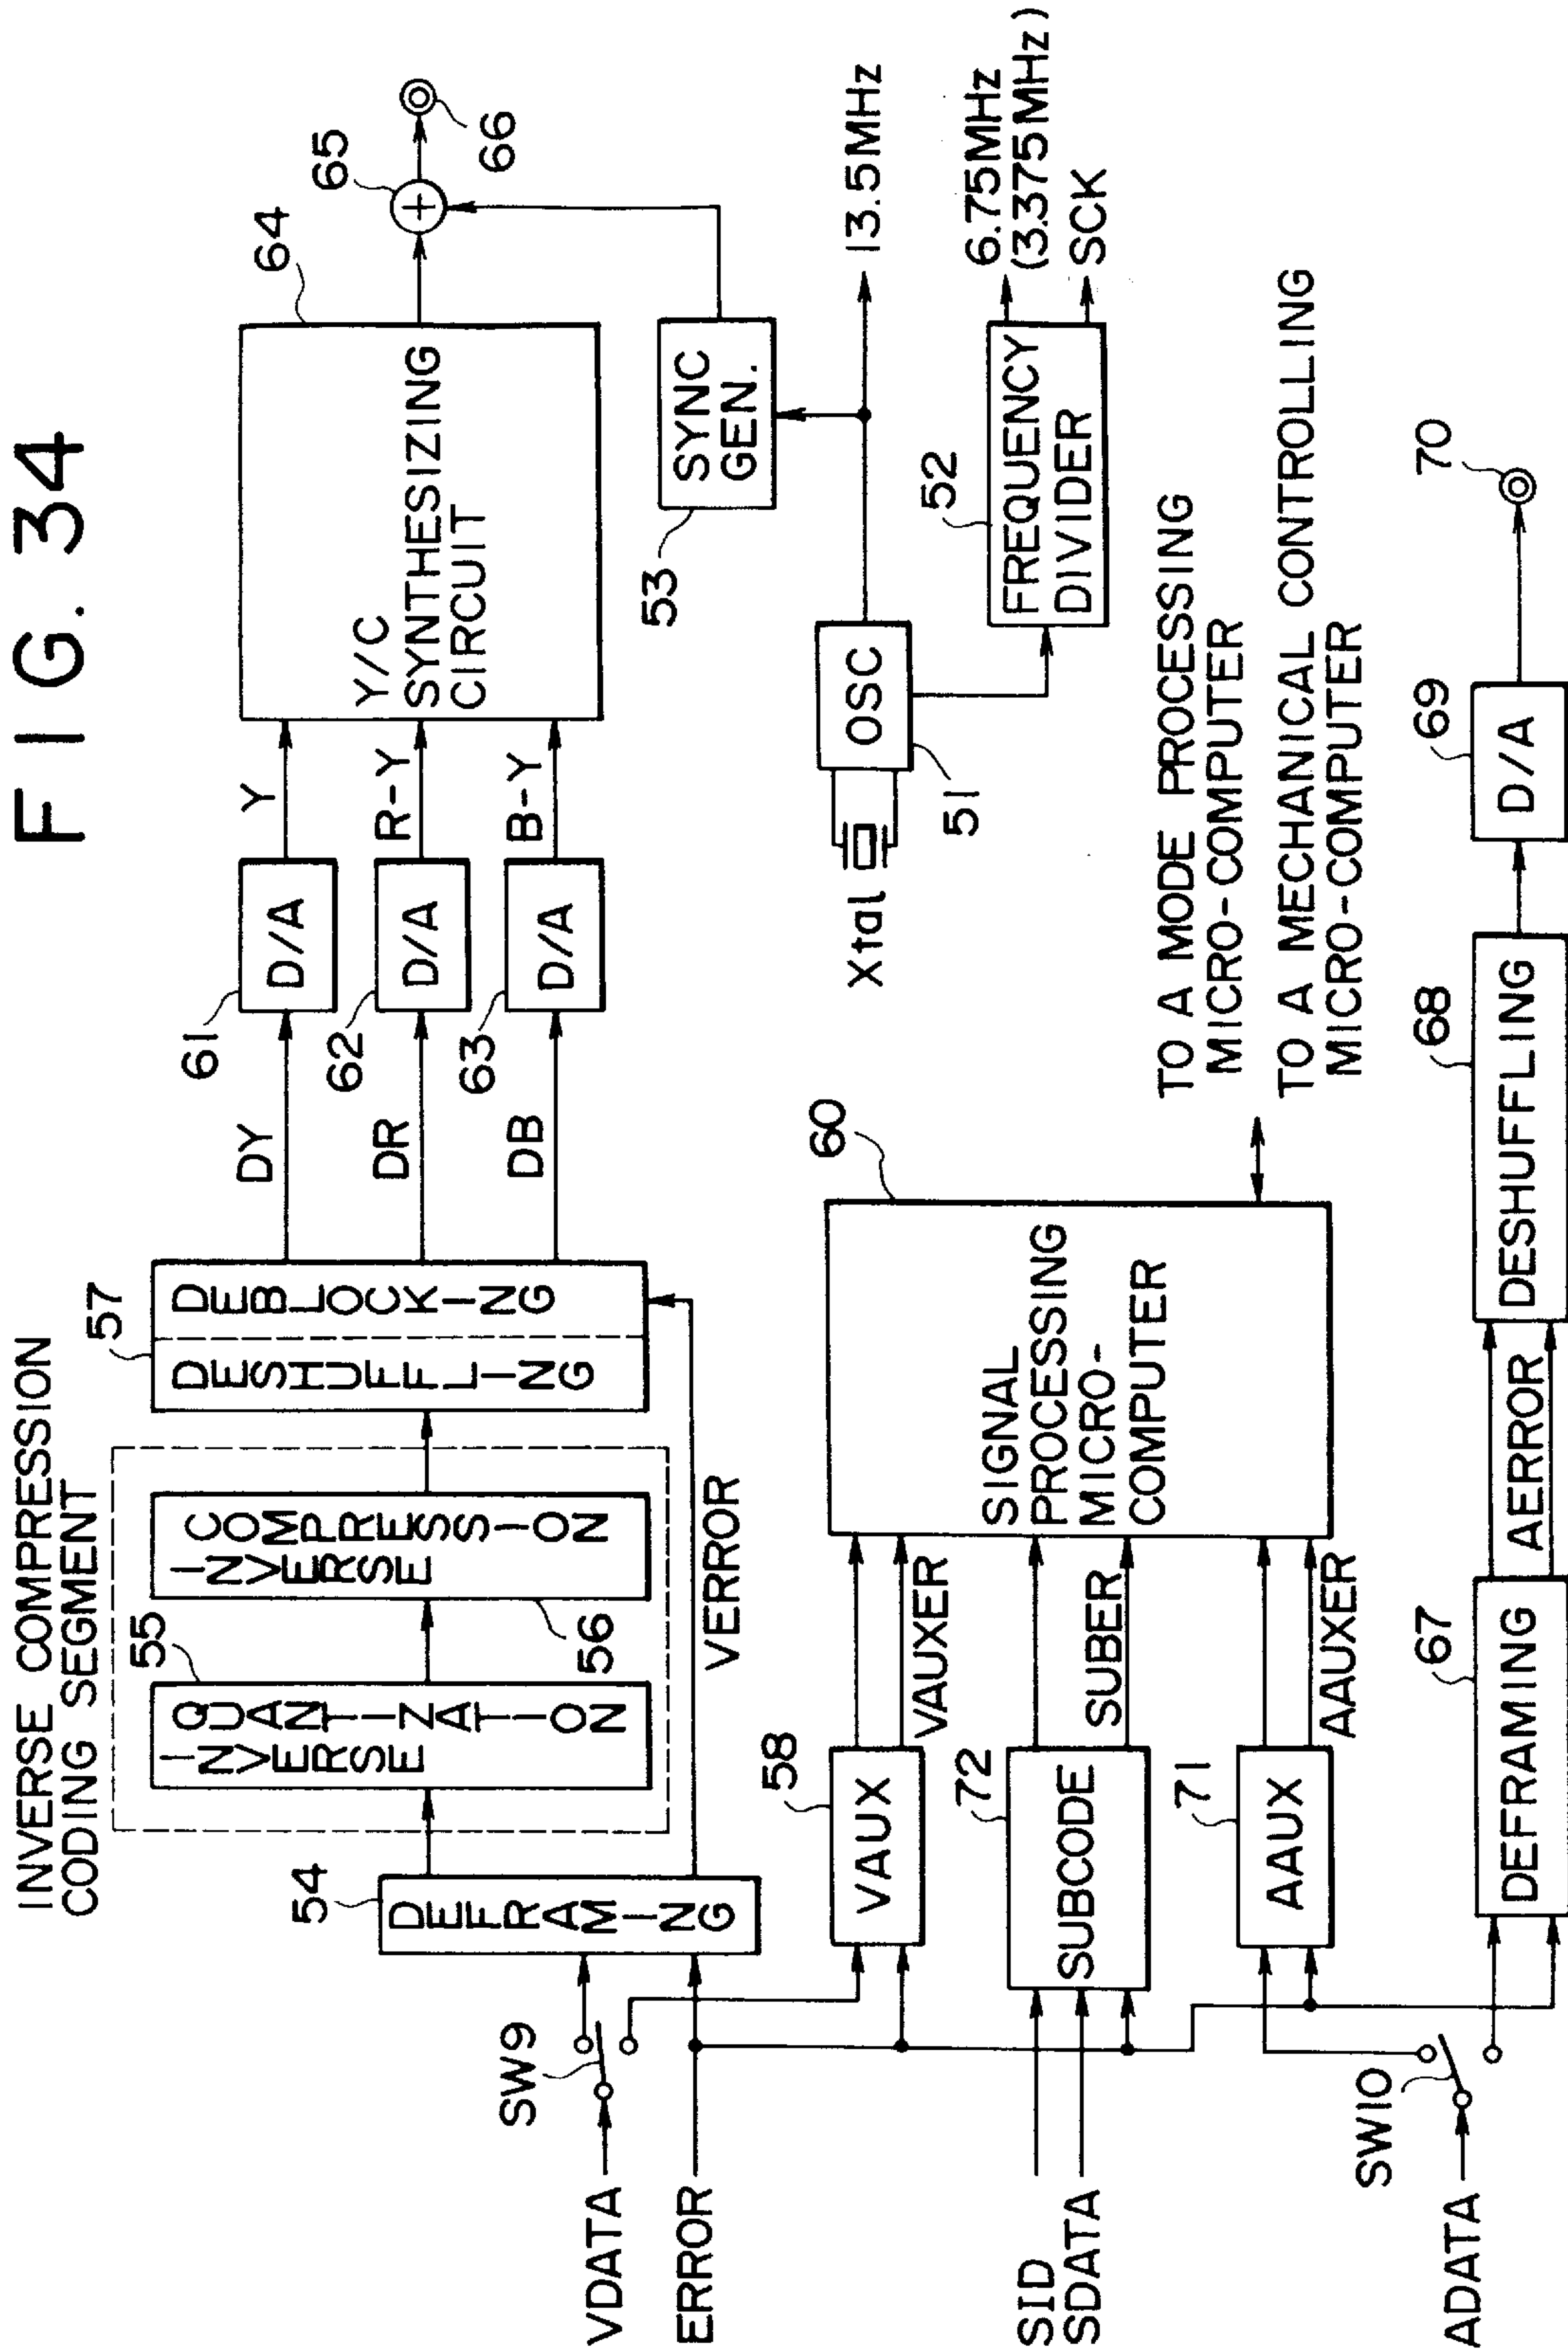 FIG. 34
INVERSE COMPRESSION
CODING SEGMENT
54
DEFRAMING
55
INVERSE
QUANTIZATION
56
INVERSE
COMPRESSION
57
DESHUFFLING
DEBLOCKING
VERROR
DY
DR
DB
61
D/A
62
D/A
63
D/A
Y
R-Y
B-Y
64
Y/C
SYNTHESIZING
CIRCUIT
65
+
66
53
SYNC
GEN.
13.5MHz
Xtal
OSC
51
52
FREQUENCY
DIVIDER
6.75MHz
(3.375MHz)
SCK
SW9
VDATA
ERROR
58
VAUX
VAUXER
SID
SDATA
72
SUBCODE
SUBER
71
AAUX
AAUXER
60
SIGNAL
PROCESSING
MICRO-
COMPUTER
TO A MODE PROCESSING
MICRO-COMPUTER
TO A MECHANICAL CONTROLLING
MICRO-COMPUTER
SW10
ADATA
67
DEFRAMING
AERROR
68
DESHUFFLING
69
D/A
70